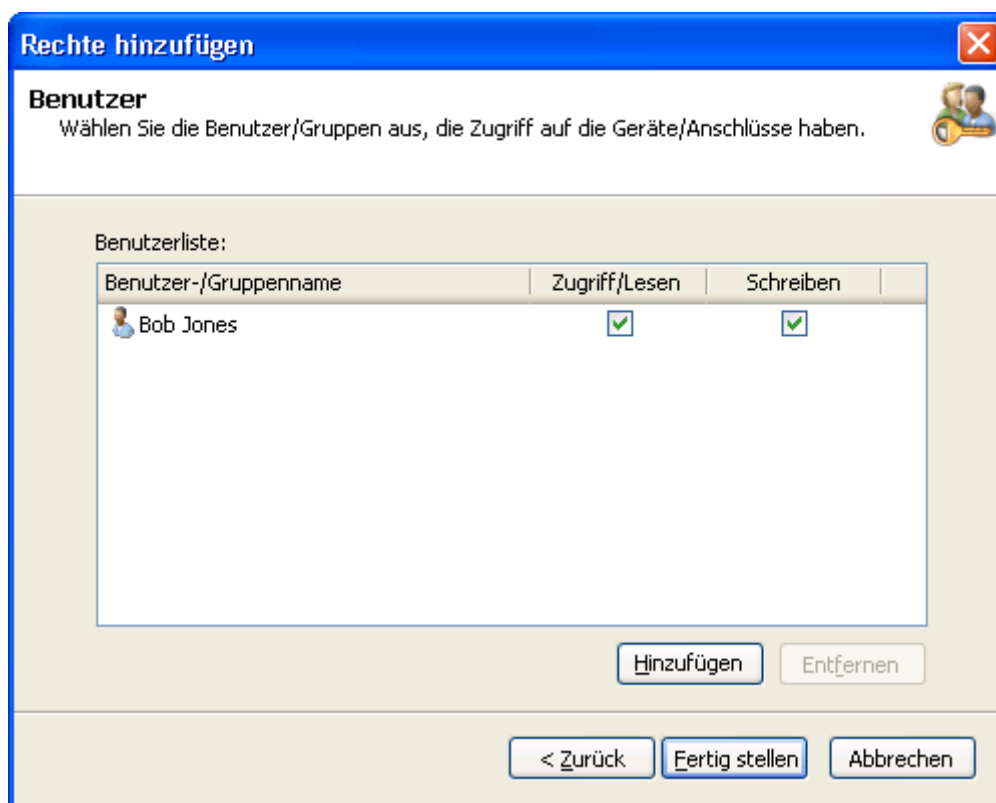 Rechte hinzufügen
Benutzer
Wählen Sie die Benutzer/Gruppen aus, die Zugriff auf die Geräte/Anschlüsse haben.
Benutzerliste:
Benutzer-/Gruppenname Zugriff/Lesen Schreiben
Bob Jones
Hinzufügen Entfernen
< Zurück Fertig stellen Abbrechen